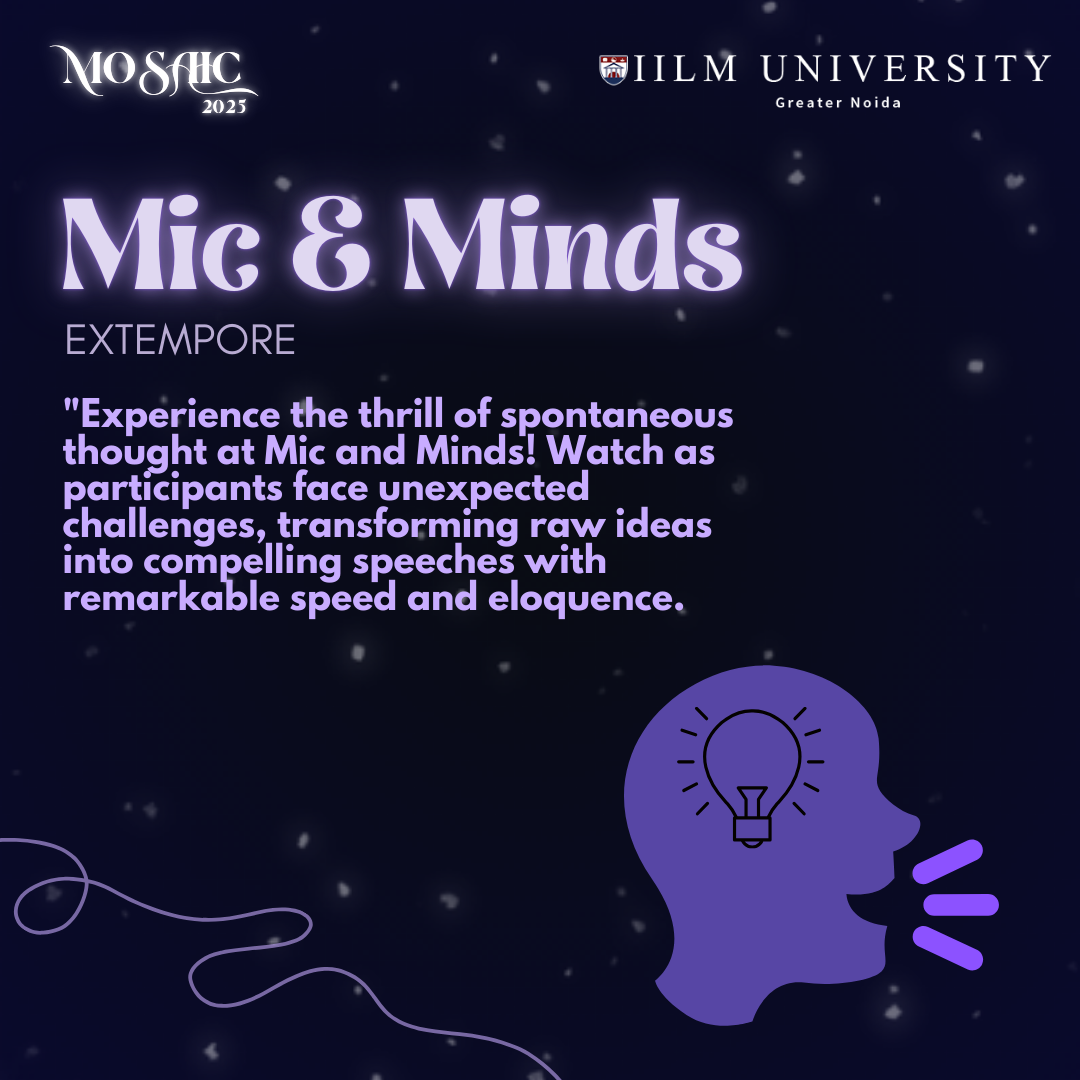 MOSAIC
2025
IILM UNIVERSITY
Greater Noida
Mic & Minds
EXTEMPORE
"Experience the thrill of spontaneous
thought at Mic and Minds! Watch as
participants face unexpected
challenges, transforming raw ideas
into compelling speeches with
remarkable speed and eloquence.